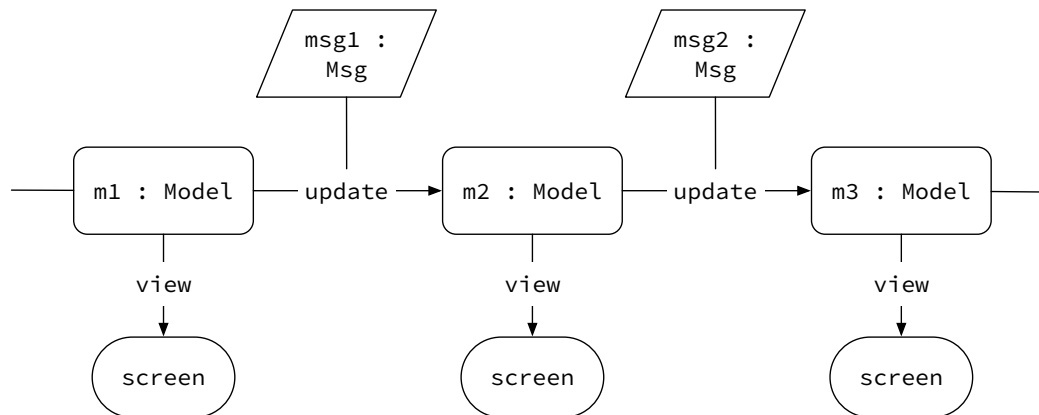 msg1 :
Msg
msg2 :
Msg
m1 : Model
update
m2 : Model
update
m3 : Model
view
view
view
screen
screen
screen